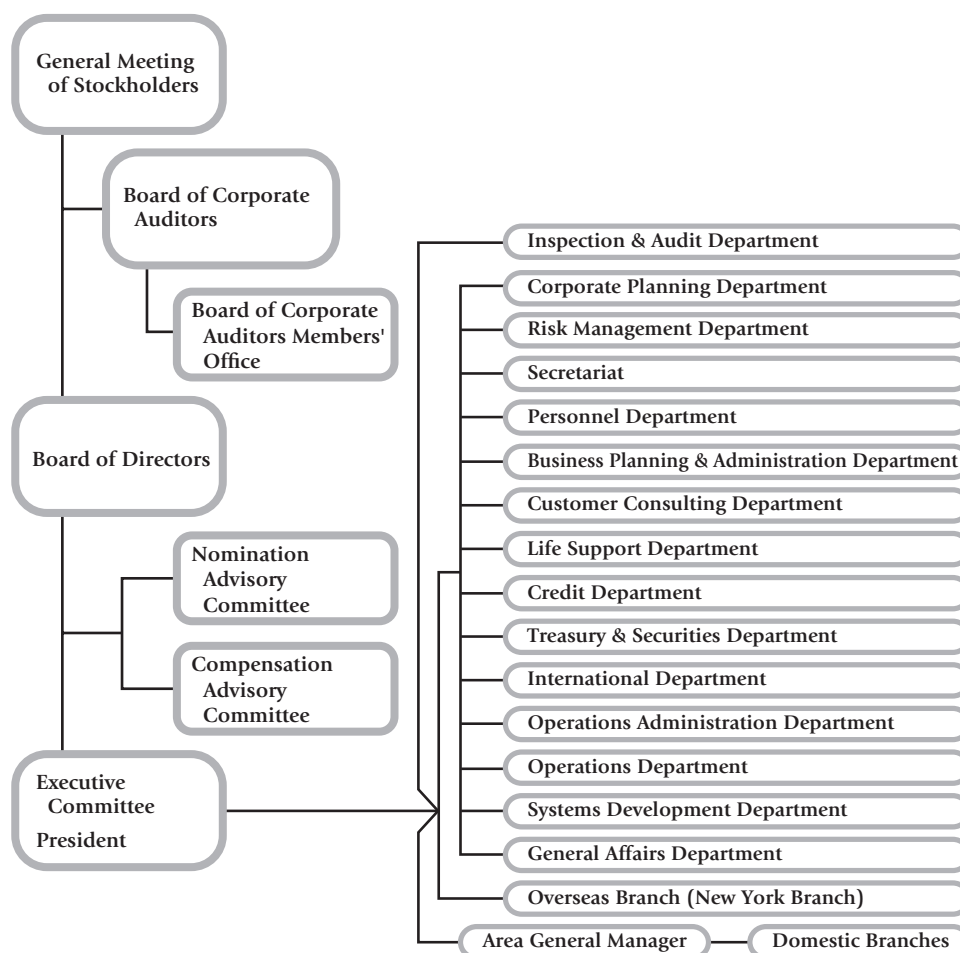 General Meeting
of Stockholders
Board of Corporate
Auditors
Board of Corporate
Auditors Members'
Office
Board of Directors
Nomination
Advisory
Committee
Compensation
Advisory
Committee
Executive
Committee
President
Inspection & Audit Department
Corporate Planning Department
Risk Management Department
Secretariat
Personnel Department
Business Planning & Administration Department
Customer Consulting Department
Life Support Department
Credit Department
Treasury & Securities Department
International Department
Operations Administration Department
Operations Department
Systems Development Department
General Affairs Department
Overseas Branch (New York Branch)
Area General Manager
Domestic Branches